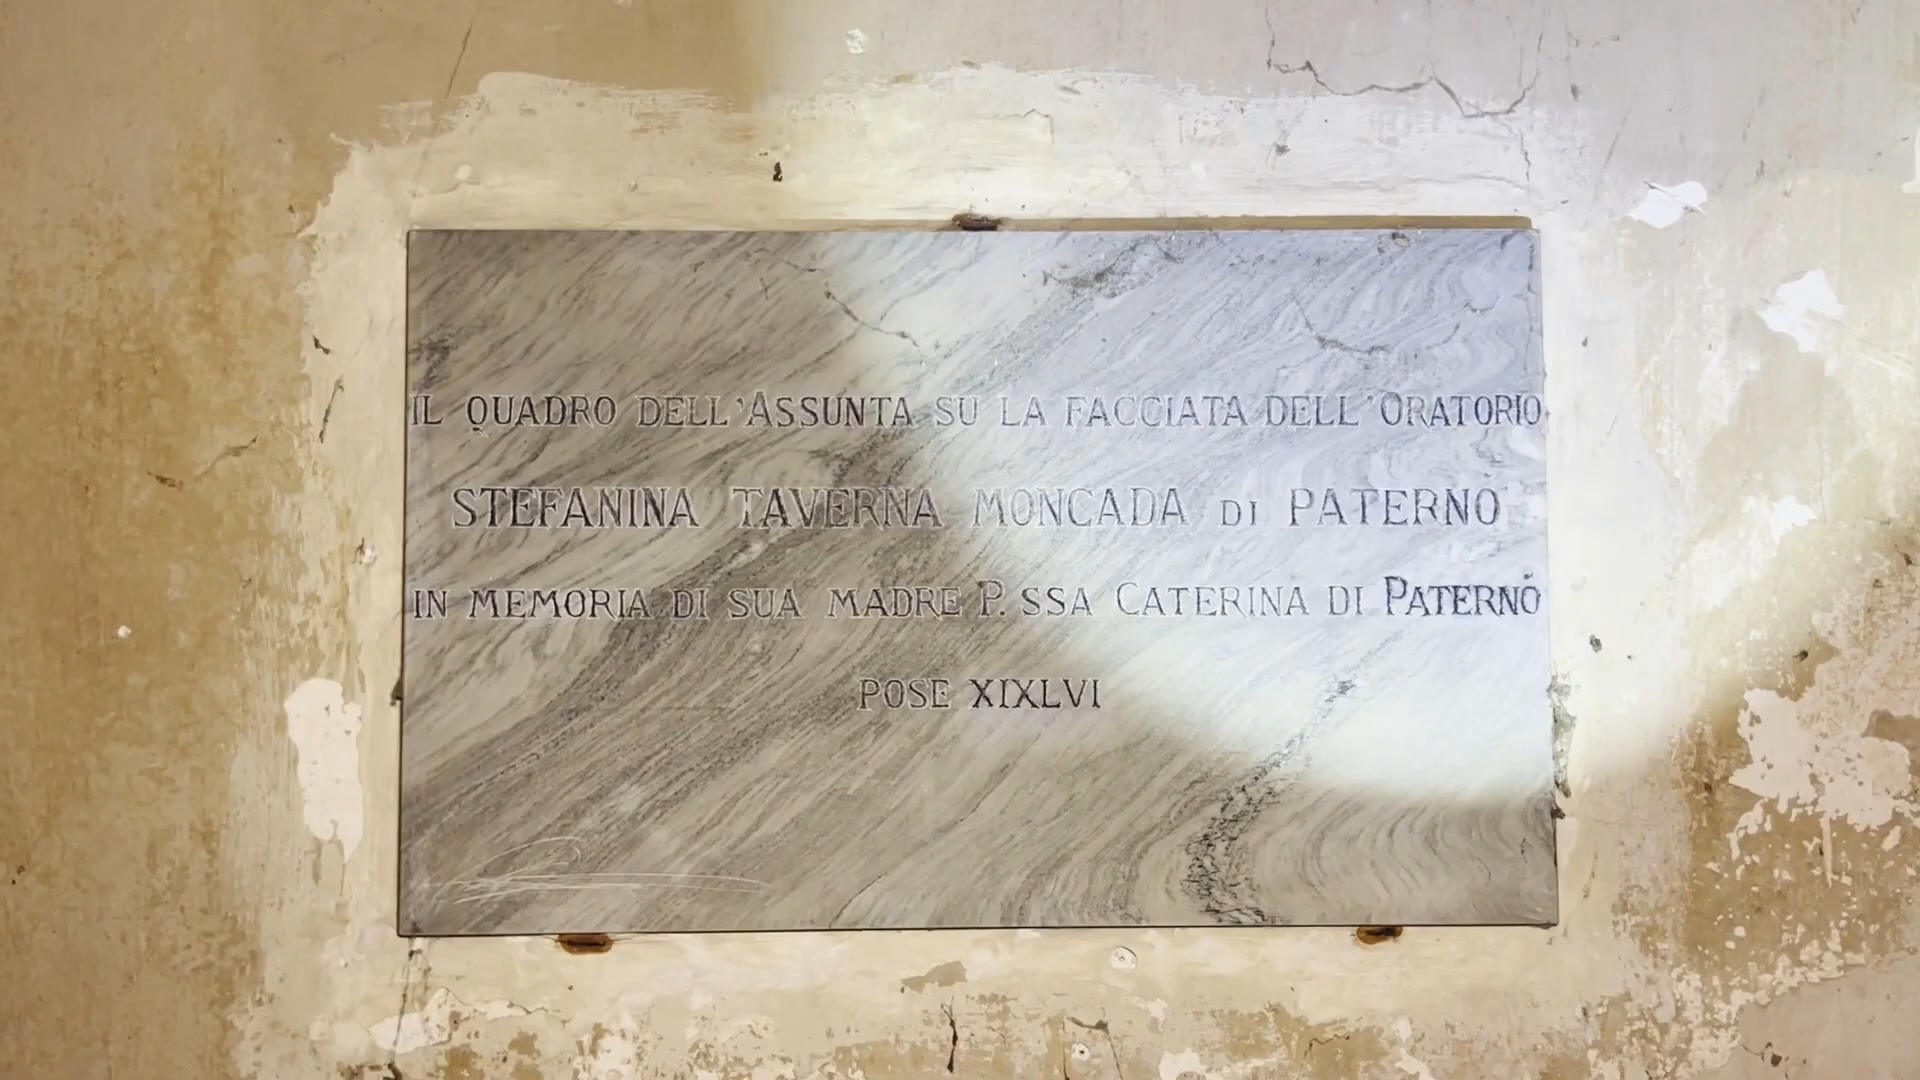 IL QUADRO DELL'ASSUNTA SU LA FACCIATA DELL'ORATORIO
STEFANINA TAVERNA MONCADA DI PATERNÒ
IN MEMORIA DI SUA MADRE P.SSA CATERINA DI PATERNÒ
POSE XIXLVI